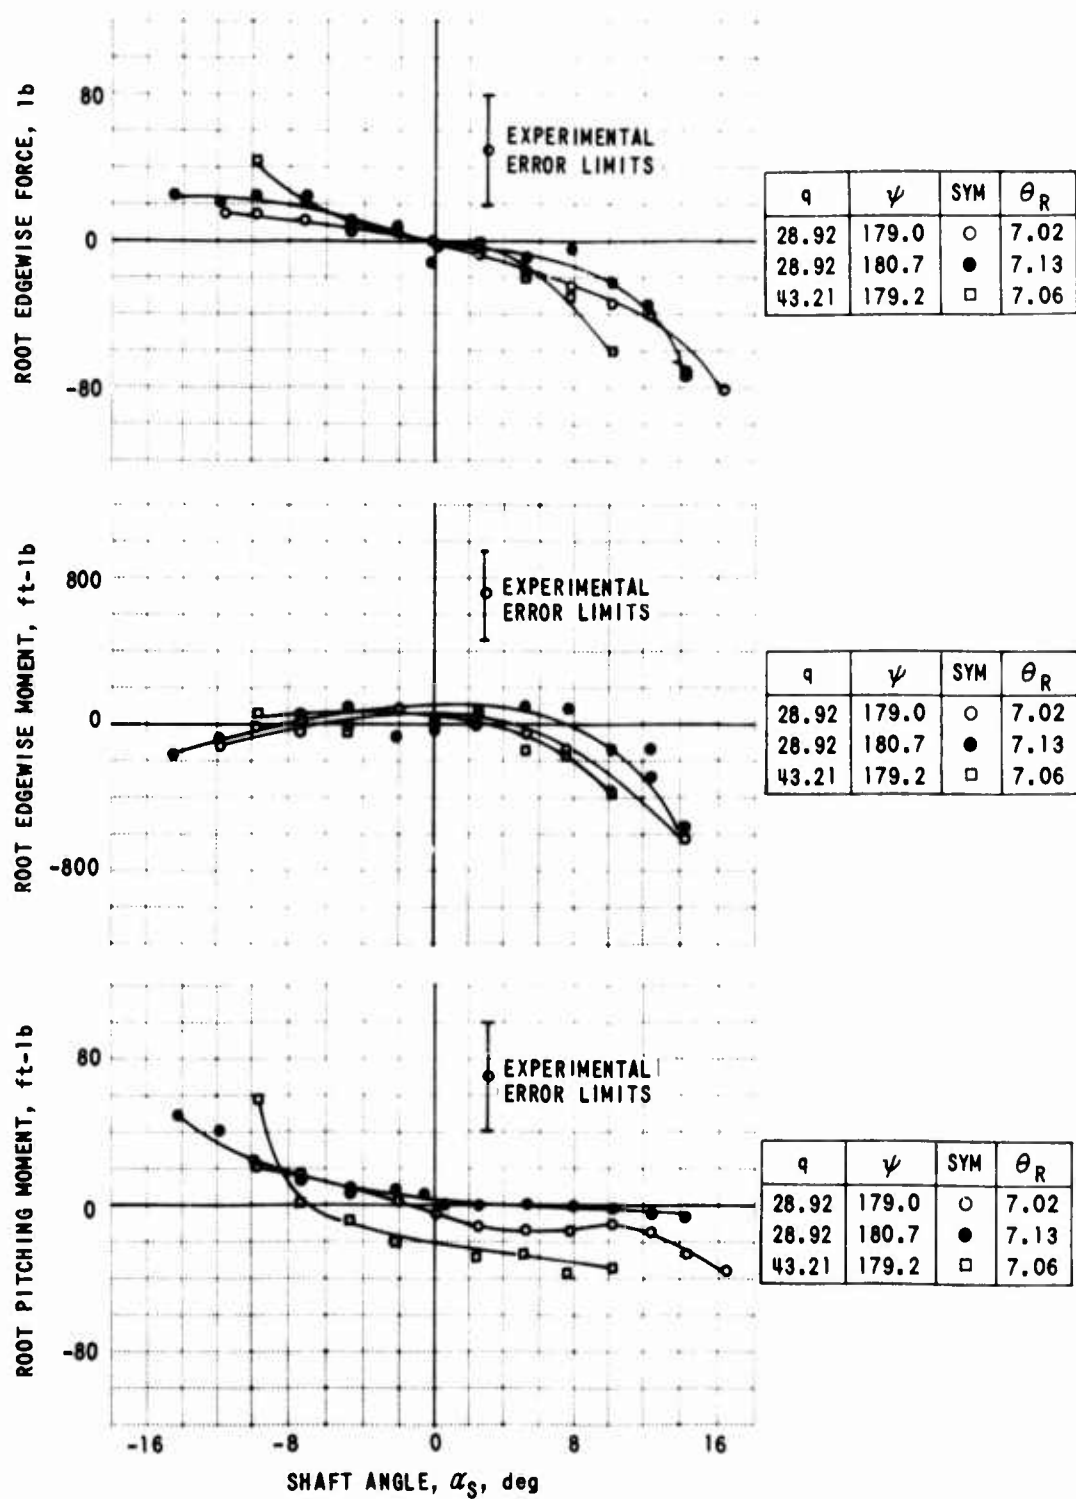 ROOT EDGEWISE FORCE, lb
80
0
-80
EXPERIMENTAL
ERROR LIMITS
q ψ SYM θR
28.92 179.0 ○ 7.02
28.92 180.7 ● 7.13
43.21 179.2 □ 7.06
ROOT EDGEWISE MOMENT, ft-lb
800
0
-800
EXPERIMENTAL
ERROR LIMITS
q ψ SYM θR
28.92 179.0 ○ 7.02
28.92 180.7 ● 7.13
43.21 179.2 □ 7.06
ROOT PITCHING MOMENT, ft-lb
80
0
-80
EXPERIMENTAL
ERROR LIMITS
q ψ SYM θR
28.92 179.0 ○ 7.02
28.92 180.7 ● 7.13
43.21 179.2 □ 7.06
-16 -8 0 8 16
SHAFT ANGLE, αS, deg